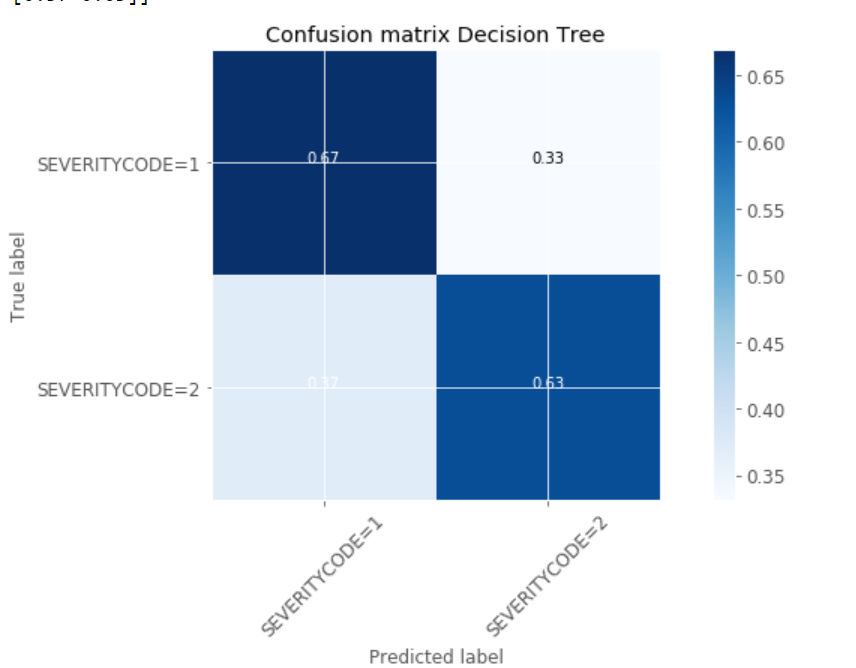 Confusion matrix Decision Tree
SEVERITYCODE=1
0.67
0.33
SEVERITYCODE=2
0.37
0.63
True label
SEVERITYCODE=1
SEVERITYCODE=2
Predicted label
0.65
0.60
0.55
0.50
0.45
0.40
0.35